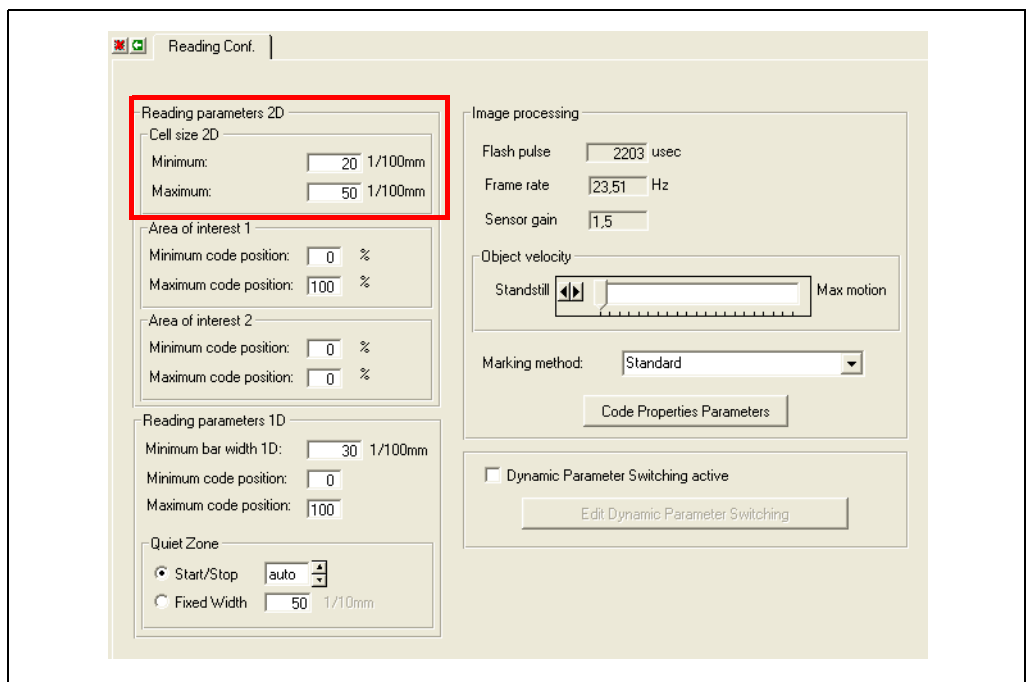 Reading Conf.
Reading parameters 2D
Cell size 2D
Minimum: 20 1/100mm
Maximum: 50 1/100mm
Area of interest 1
Minimum code position: 0 %
Maximum code position: 100 %
Area of interest 2
Minimum code position: 0 %
Maximum code position: 0 %
Reading parameters 1D
Minimum bar width 1D: 30 1/100mm
Minimum code position: 0
Maximum code position: 100
Quiet Zone
Start/Stop auto
Fixed Width 50 1/10mm
Image processing
Flash pulse 2203 usec
Frame rate 23,51 Hz
Sensor gain 1,5
Object velocity
Standstill Max motion
Marking method: Standard
Code Properties Parameters
Dynamic Parameter Switching active
Edit Dynamic Parameter Switching